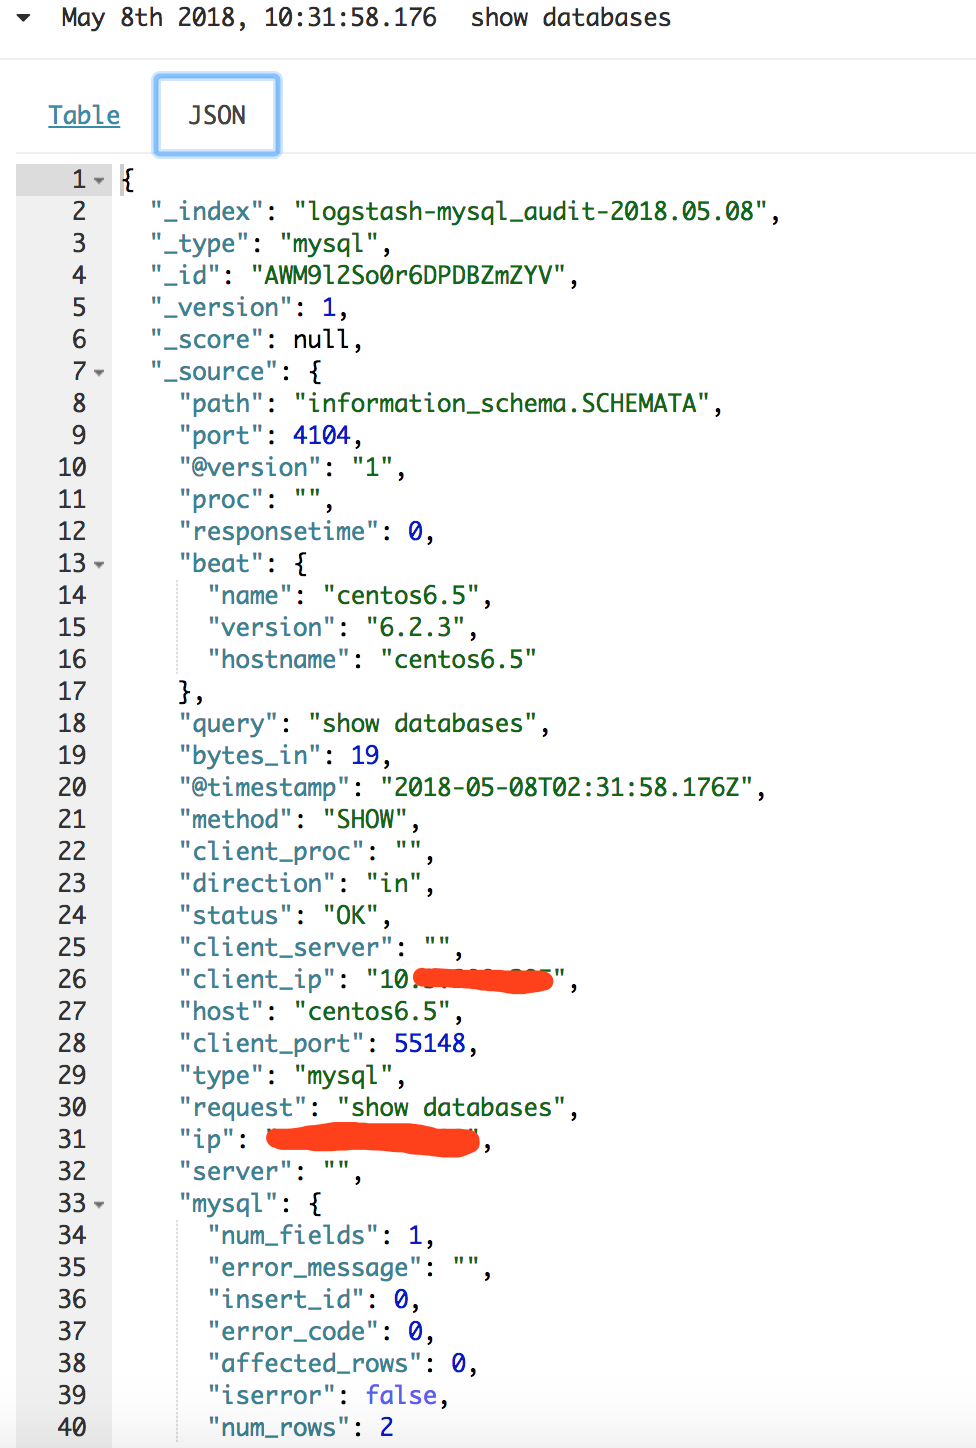 May 8th 2018, 10:31:58.176 show databases
Table JSON
1 {
2 "_index": "logstash-mysql_audit-2018.05.08",
3 "_type": "mysql",
4 "_id": "AWM9l2So0r6DPDBZmZYV",
5 "_version": 1,
6 "_score": null,
7 "_source": {
8 "path": "information_schema.SCHEMATA",
9 "port": 4104,
10 "@version": "1",
11 "proc": "",
12 "responsetime": 0,
13 "beat": {
14 "name": "centos6.5",
15 "version": "6.2.3",
16 "hostname": "centos6.5"
17 },
18 "query": "show databases",
19 "bytes_in": 19,
20 "@timestamp": "2018-05-08T02:31:58.176Z",
21 "method": "SHOW",
22 "client_proc": "",
23 "direction": "in",
24 "status": "OK",
25 "client_server": "",
26 "client_ip": "10. ",
27 "host": "centos6.5",
28 "client_port": 55148,
29 "type": "mysql",
30 "request": "show databases",
31 "ip": ,
32 "server": "",
33 "mysql": {
34 "num_fields": 1,
35 "error_message": "",
36 "insert_id": 0,
37 "error_code": 0,
38 "affected_rows": 0,
39 "iserror": false,
40 "num_rows": 2